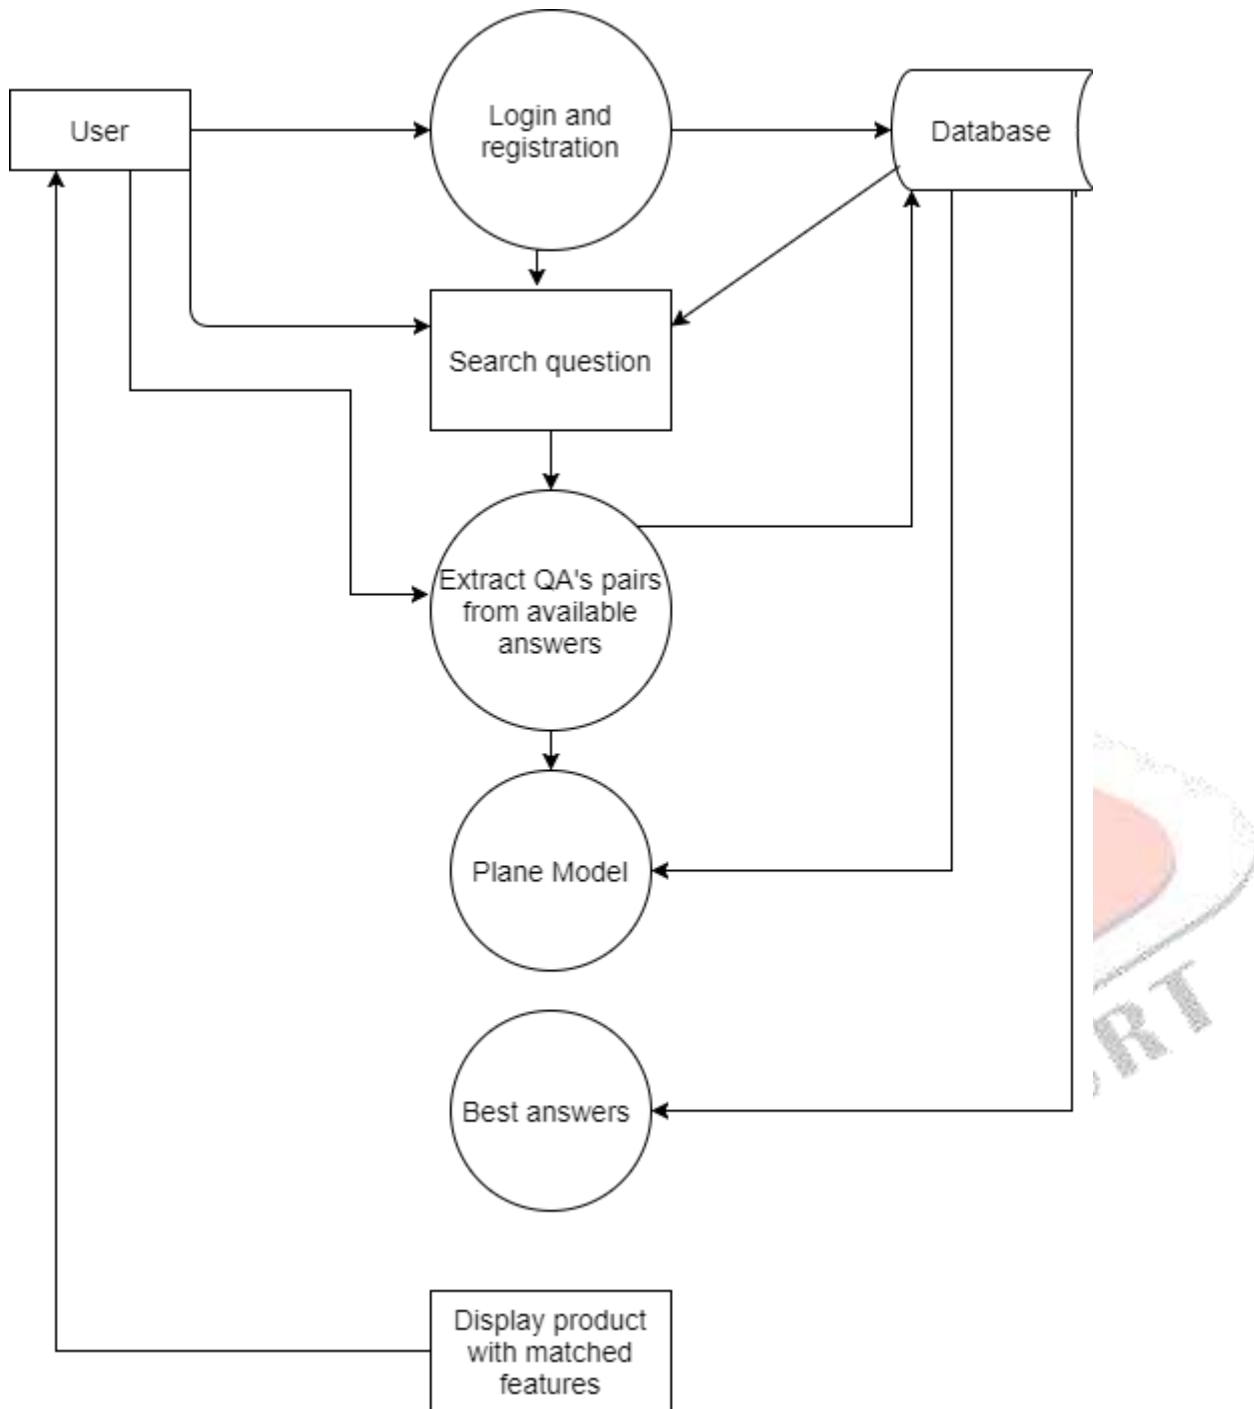 User
Login and
registration
Database
Search question
Extract QA's pairs
from available
answers
Plane Model
Best answers
Display product
with matched
features